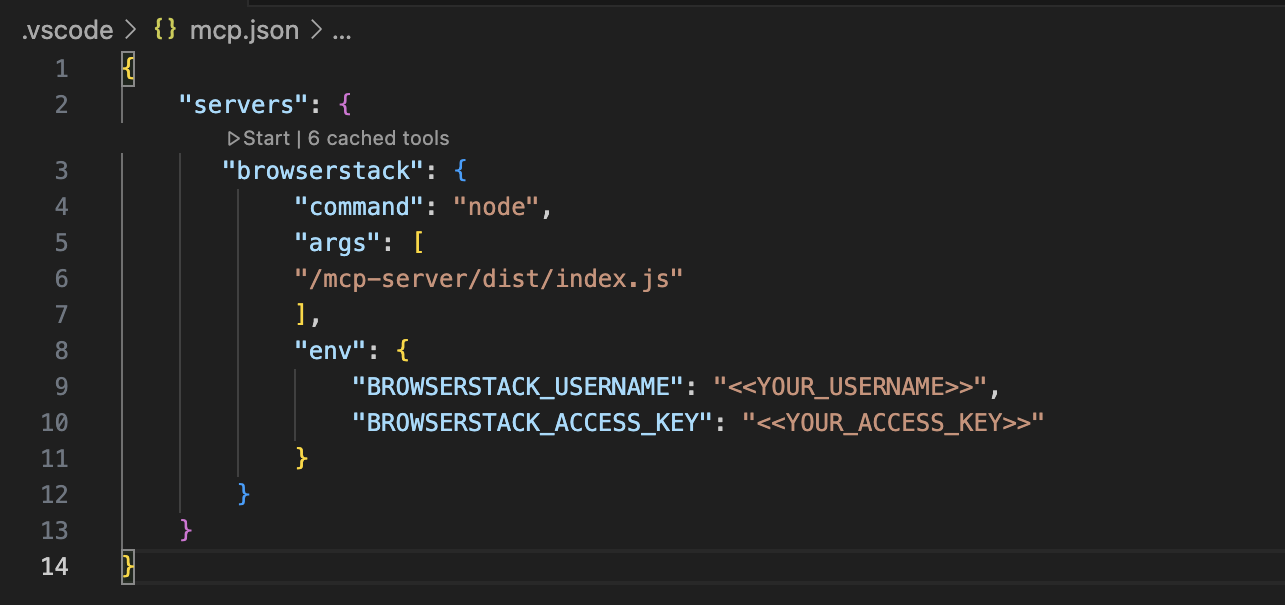 .vscode > {} mcp.json > ...
1 {
2 "servers": {
▷Start | 6 cached tools
3 "browserstack": {
4 "command": "node",
5 "args": [
6 "/mcp-server/dist/index.js"
7 ],
8 "env": {
9 "BROWSERSTACK_USERNAME": "<<YOUR_USERNAME>>",
10 "BROWSERSTACK_ACCESS_KEY": "<<YOUR_ACCESS_KEY>>"
11 }
12 }
13 }
14 }